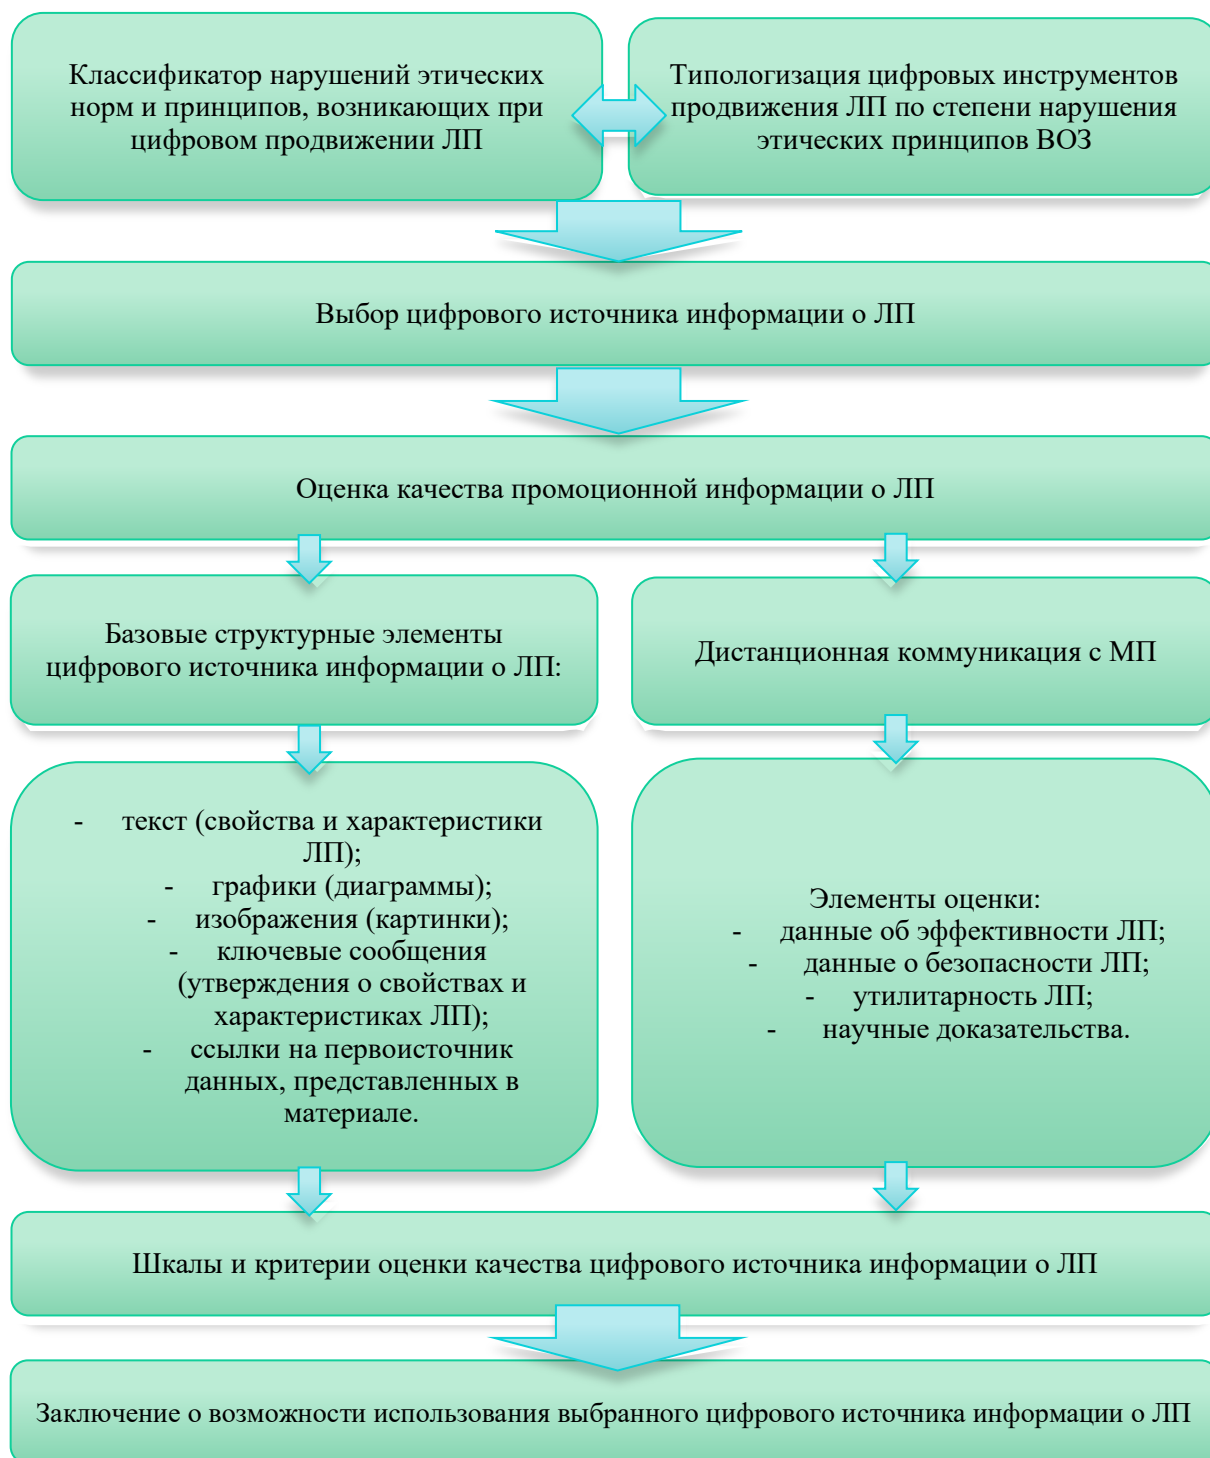 Классификатор нарушений этических
норм и принципов, возникающих при
цифровом продвижении ЛП
Типологизация цифровых инструментов
продвижения ЛП по степени нарушения
этических принципов ВОЗ
Выбор цифрового источника информации о ЛП
Оценка качества промоционной информации о ЛП
Базовые структурные элементы
цифрового источника информации о ЛП:
Дистанционная коммуникация с МП
- текст (свойства и характеристики
ЛП);
- графики (диаграммы);
- изображения (картинки);
- ключевые сообщения
(утверждения о свойствах и
характеристиках ЛП);
- ссылки на первоисточник
данных, представленных в
материале.
Элементы оценки:
- данные об эффективности ЛП;
- данные о безопасности ЛП;
- утилитарность ЛП;
- научные доказательства.
Шкалы и критерии оценки качества цифрового источника информации о ЛП
Заключение о возможности использования выбранного цифрового источника информации о ЛП